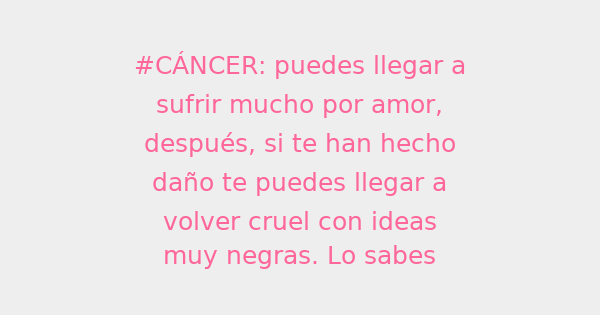 #CÁNCER: puedes llegar a
sufrir mucho por amor,
después, si te han hecho
daño te puedes llegar a
volver cruel con ideas
muy negras. Lo sabes